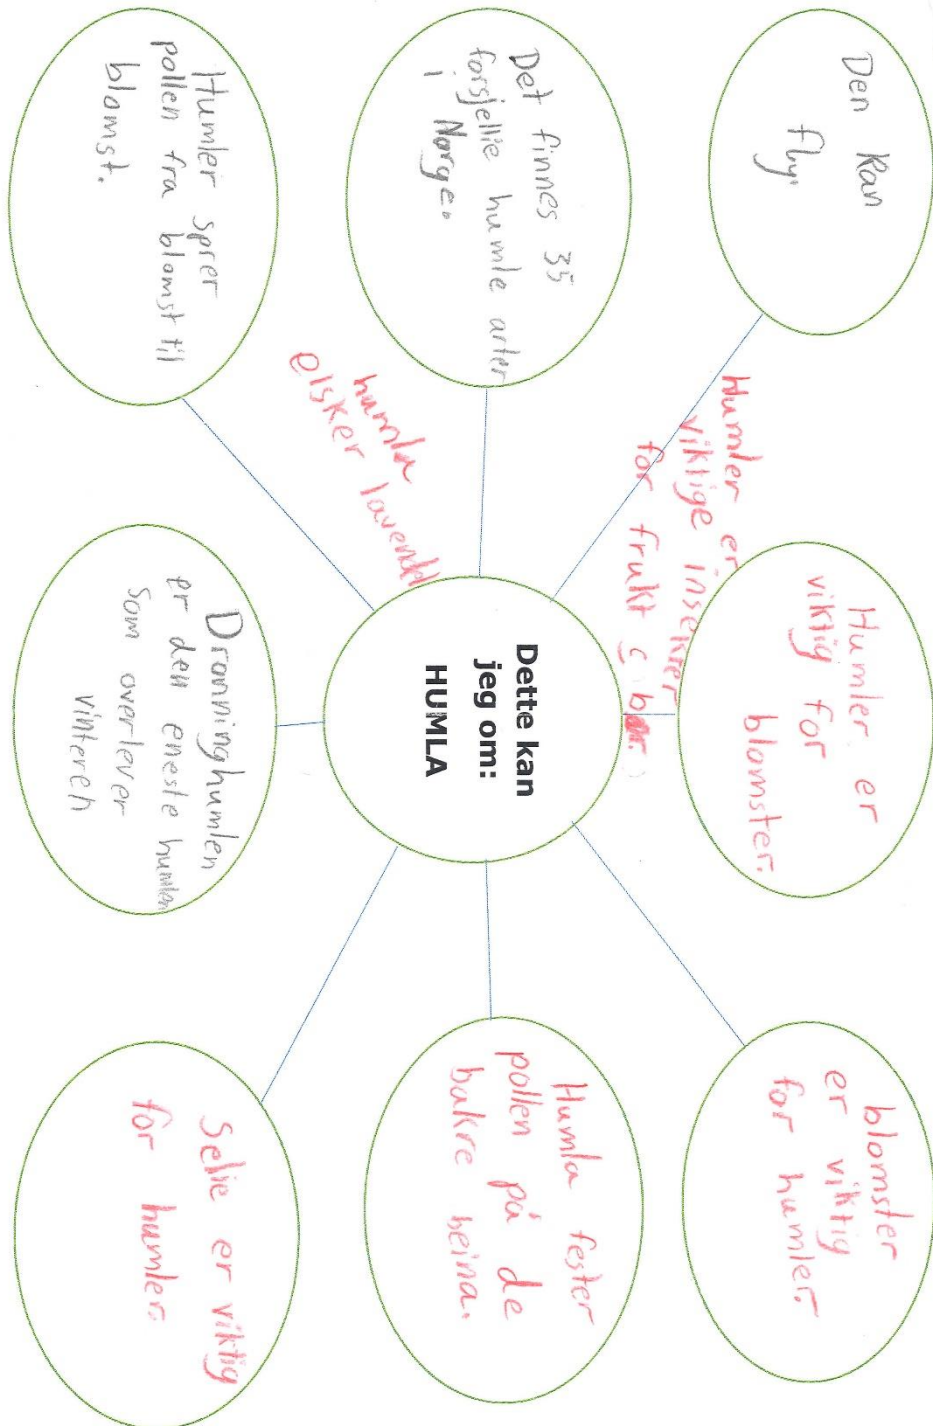 Den kan
fly.
Humler er
viktig for
blomster.
blomster
er viktig
for humler.
Humler er
viktige insekter
for frukt bær.
Det finnes 35
forsjellie humle arter
i Norge.
Dette kan
jeg om:
HUMLA
Humla fester
pollen på de
bakre beina.
humla
elsker
Humler sprer
pollen fra blomst til
blomst.
Dronninghumlen
er den eneste humlen
Som overlever
vinteren
Selie er viktig
for humler.